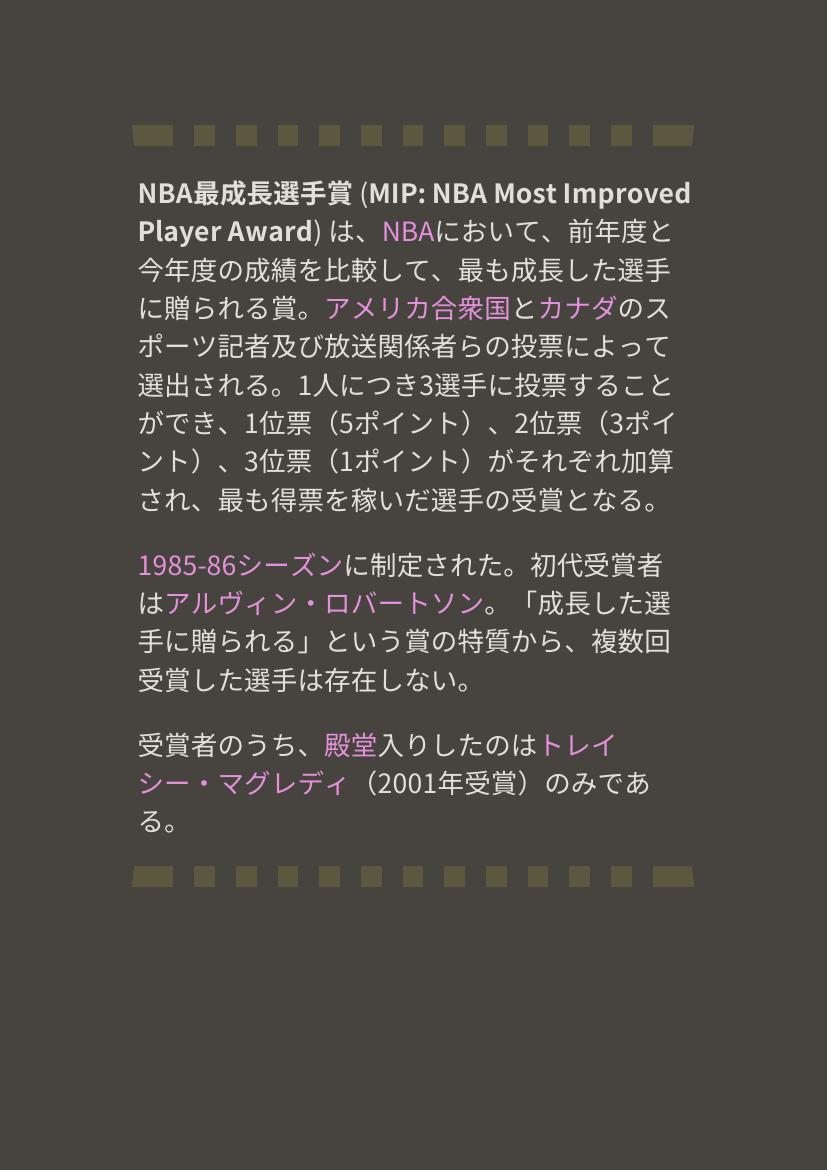 NBA最成長選手賞 (MIP: NBA Most Improved
Player Award) は、NBAにおいて、前年度と
今年度の成績を比較して、最も成長した選手
に贈られる賞。アメリカ合衆国とカナダのス
ポーツ記者及び放送関係者らの投票によって
選出される。1人につき3選手に投票すること
ができ、1位票（5ポイント）、2位票（3ポイ
ント）、3位票（1ポイント）がそれぞれ加算
され、最も得票を稼いだ選手の受賞となる。
1985-86シーズンに制定された。初代受賞者
はアルヴィン・ロバートソン。「成長した選
手に贈られる」という賞の特質から、複数回
受賞した選手は存在しない。
受賞者のうち、殿堂入りしたのはトレイ
シー・マグレディ（2001年受賞）のみであ
る。